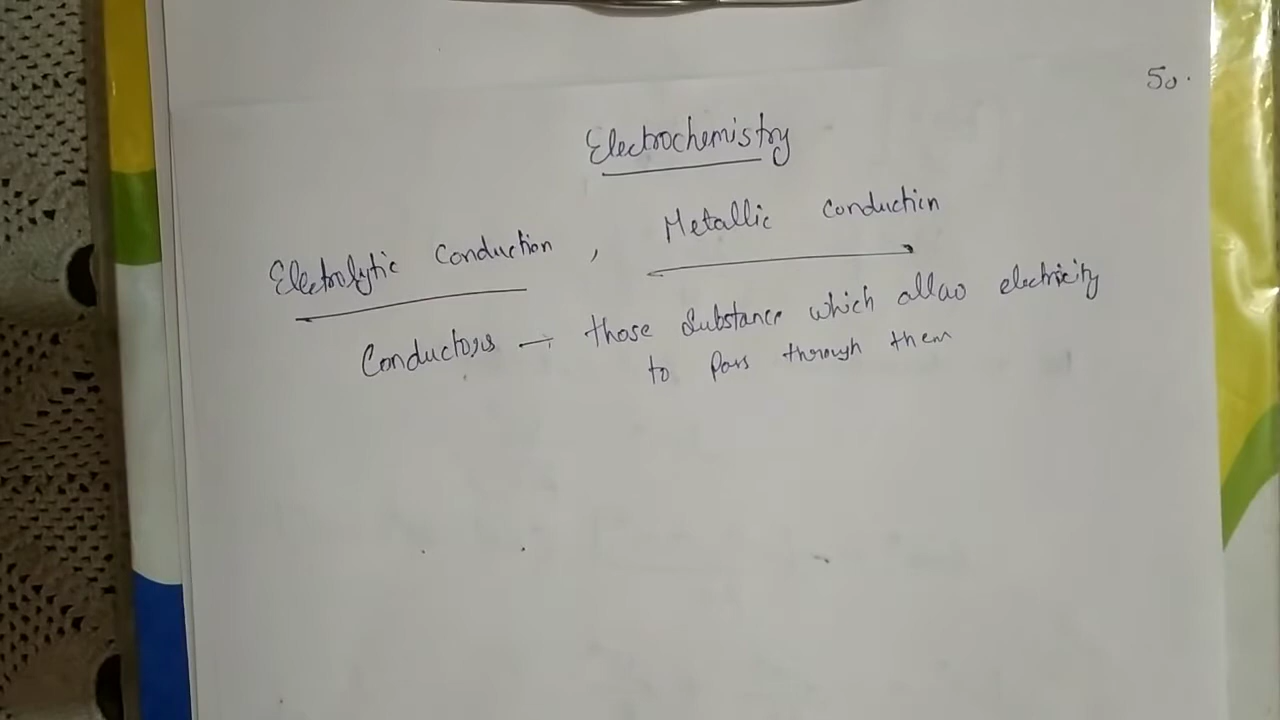 50.
Electrochemistry
Electrolytic Conduction , Metallic Conduction
Conductors — those Substance which allow electricity
to pass through them